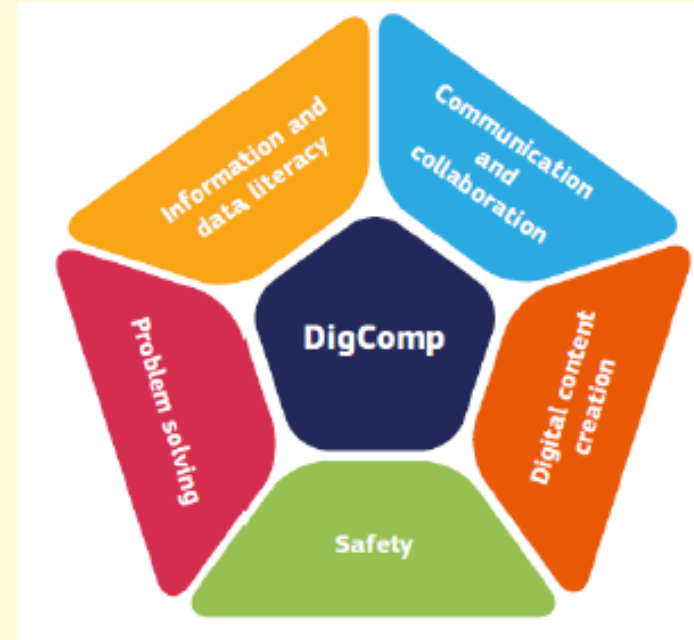 Information and
data literacy
Communication
and
collaboration
DigComp
Problem solving
Digital content
creation
Safety